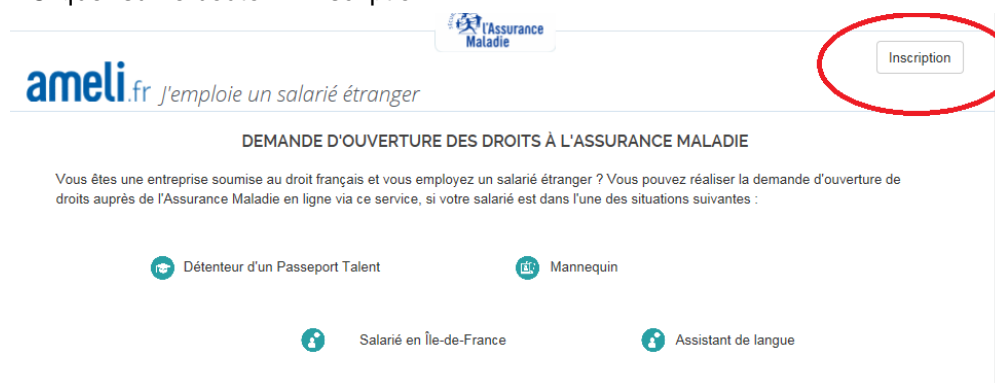 l'Assurance
Maladie
Inscription
ameli.fr J'emploie un salarié étranger
DEMANDE D'OUVERTURE DES DROITS À L'ASSURANCE MALADIE
Vous êtes une entreprise soumise au droit français et vous employez un salarié étranger ? Vous pouvez réaliser la demande d'ouverture de
droits auprès de l'Assurance Maladie en ligne via ce service, si votre salarié est dans l'une des situations suivantes :
Détenteur d'un Passeport Talent
Mannequin
Salarié en Île-de-France
Assistant de langue